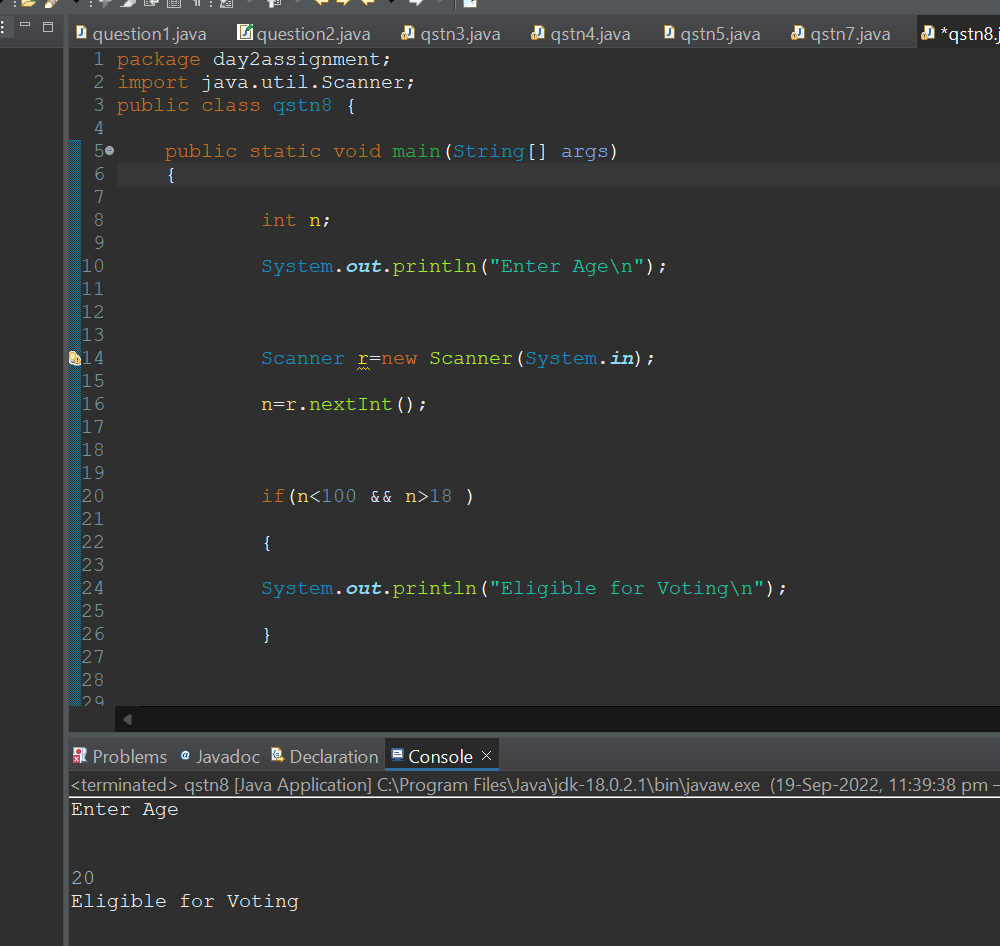 question1.java question2.java qstn3.java qstn4.java qstn5.java qstn7.java *qstn8.j
1 package day2assignment;
2 import java.util.Scanner;
3 public class qstn8 {
4
5 public static void main(String[] args)
6 {
7
8 int n;
9
10 System.out.println("Enter Age\n");
11
12
13
14 Scanner r=new Scanner(System.in);
15
16 n=r.nextInt();
17
18
19
20 if(n<100 && n>18 )
21
22 {
23
24 System.out.println("Eligible for Voting\n");
25
26 }
27
28
29
Problems Javadoc Declaration Console
<terminated> qstn8 [Java Application] C:\Program Files\Java\jdk-18.0.2.1\bin\javaw.exe (19-Sep-2022, 11:39:38 pm –
Enter Age
20
Eligible for Voting